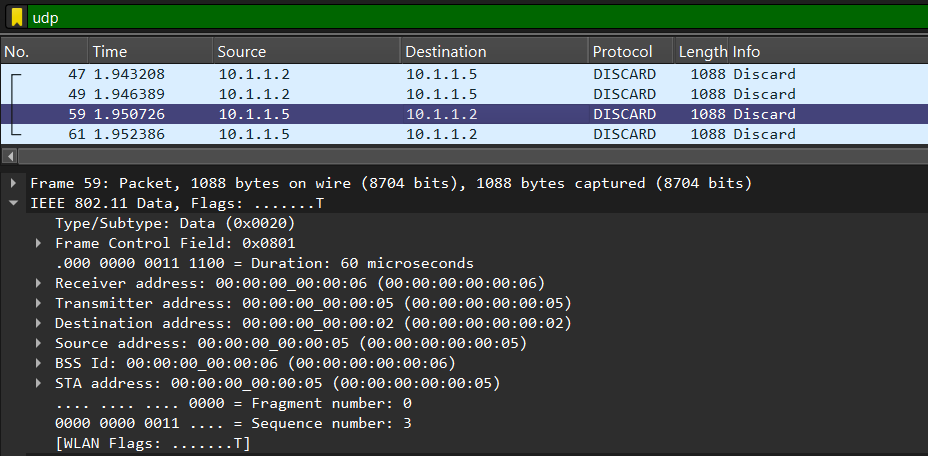 udp
No. Time Source Destination Protocol Length Info
47 1.943208 10.1.1.2 10.1.1.5 DISCARD 1088 Discard
49 1.946389 10.1.1.2 10.1.1.5 DISCARD 1088 Discard
59 1.950726 10.1.1.5 10.1.1.2 DISCARD 1088 Discard
61 1.952386 10.1.1.5 10.1.1.2 DISCARD 1088 Discard
Frame 59: Packet, 1088 bytes on wire (8704 bits), 1088 bytes captured (8704 bits)
IEEE 802.11 Data, Flags: .......T
Type/Subtype: Data (0x0020)
Frame Control Field: 0x0801
.000 0000 0011 1100 = Duration: 60 microseconds
Receiver address: 00:00:00_00:00:06 (00:00:00:00:00:06)
Transmitter address: 00:00:00_00:00:05 (00:00:00:00:00:05)
Destination address: 00:00:00_00:00:02 (00:00:00:00:00:02)
Source address: 00:00:00_00:00:05 (00:00:00:00:00:05)
BSS Id: 00:00:00_00:00:06 (00:00:00:00:00:06)
STA address: 00:00:00_00:00:05 (00:00:00:00:00:05)
.... .... .... 0000 = Fragment number: 0
0000 0000 0011 .... = Sequence number: 3
[WLAN Flags: .......T]